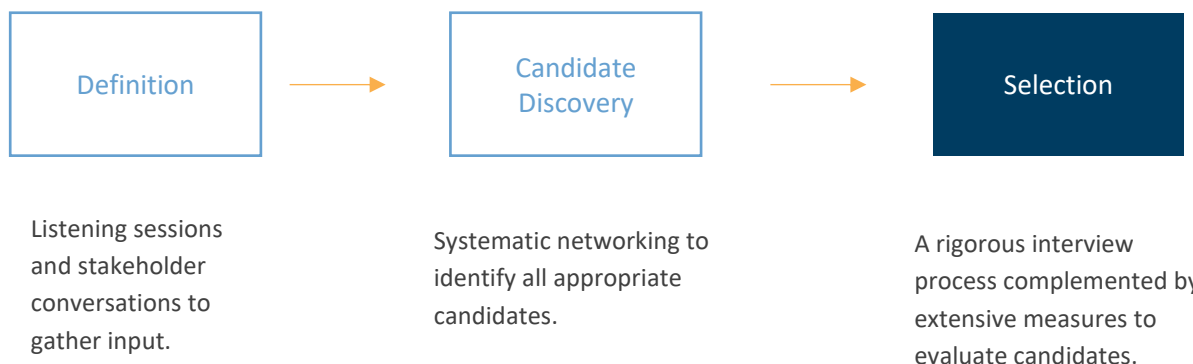 Definition
Candidate
Discovery
Selection
Listening sessions
and stakeholder
conversations to
gather input.
Systematic networking to
identify all appropriate
candidates.
A rigorous interview
process complemented by
extensive measures to
evaluate candidates.